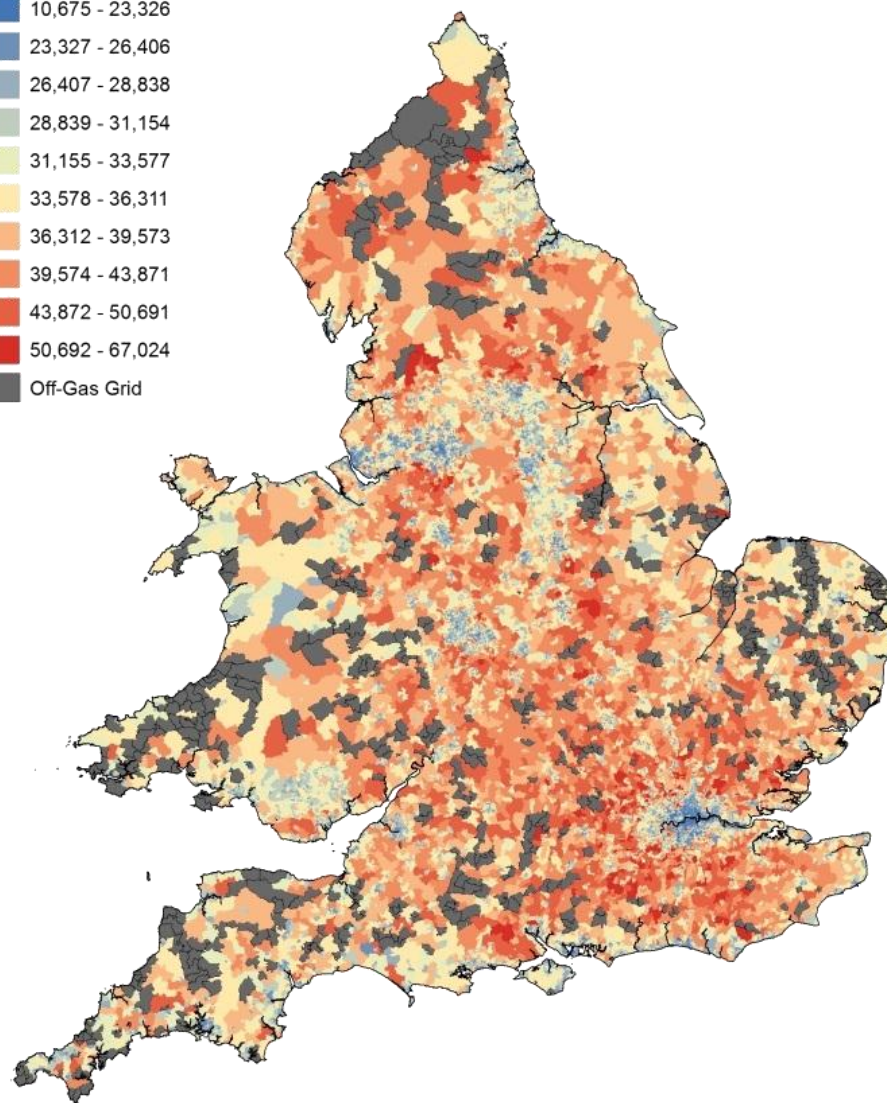 10,675 - 23,326
23,327 - 26,406
26,407 - 28,838
28,839 - 31,154
31,155 - 33,577
33,578 - 36,311
36,312 - 39,573
39,574 - 43,871
43,872 - 50,691
50,692 - 67,024
Off-Gas Grid